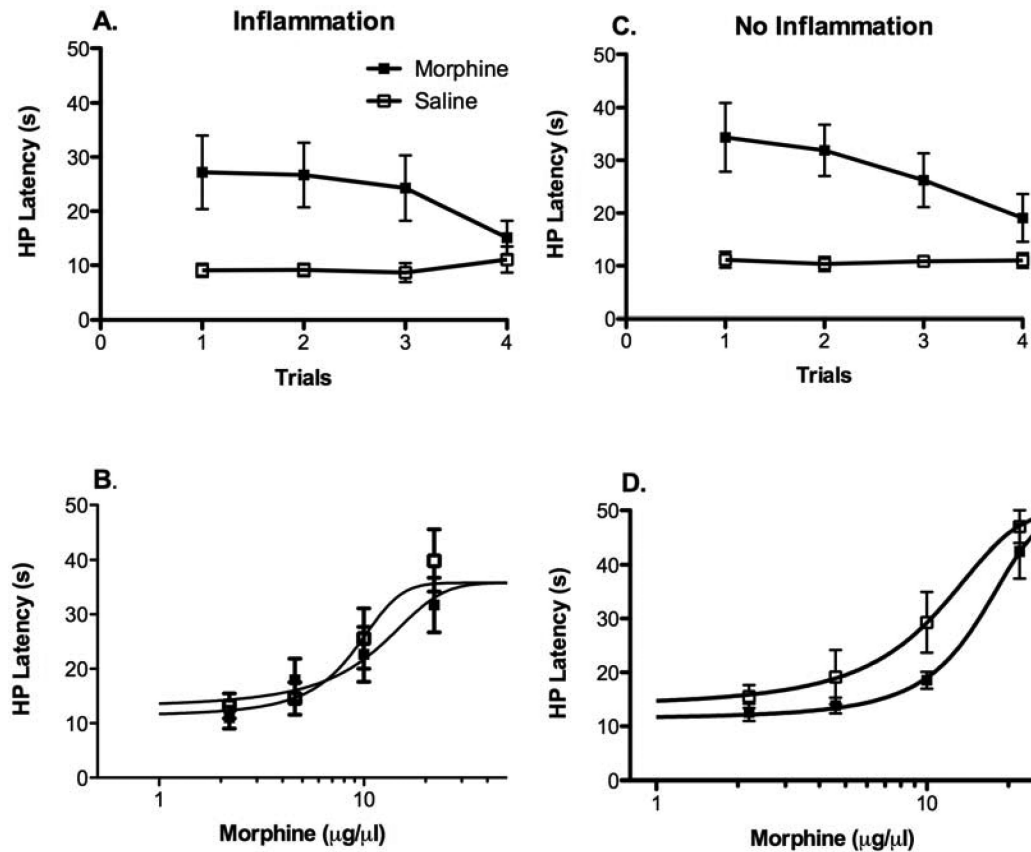 A.
Inflammation
50
40
30
20
10
0
HP Latency (s)
Morphine
Saline
0 1 2 3 4
Trials
C.
No Inflammation
50
40
30
20
10
0
HP Latency (s)
0 1 2 3 4
Trials
B.
50
40
30
20
10
0
HP Latency (s)
1 10
Morphine (μg/μl)
D.
50
40
30
20
10
0
HP Latency (s)
1 10
Morphine (μg/μl)